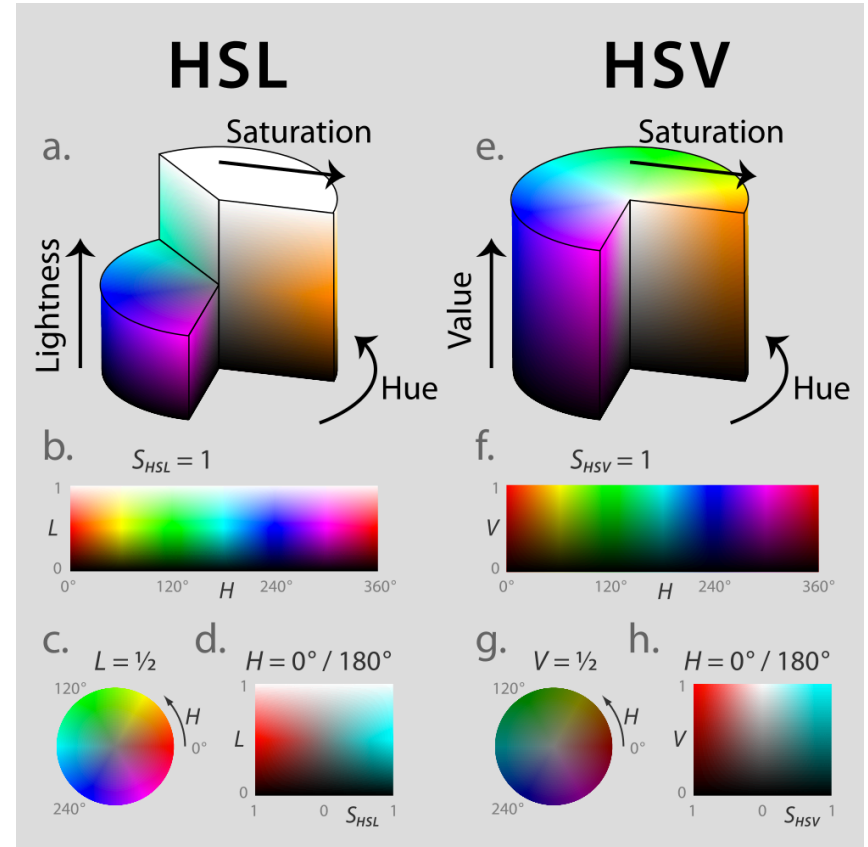 HSL
HSV
a.
Saturation
Lightness
Hue
e.
Saturation
Value
Hue
b.
S_HSL = 1
1
L
0
0°
120°
H
240°
360°
f.
S_HSV = 1
1
V
0
0°
120°
H
240°
360°
c.
L = ½
120°
H
0°
240°
d.
H = 0° / 180°
1
L
0
1
0
S_HSL
1
g.
V = ½
120°
H
0°
240°
h.
H = 0° / 180°
1
V
0
1
0
S_HSV
1